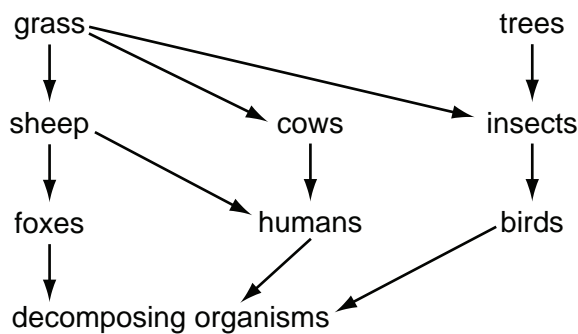 grass trees
sheep cows insects
foxes humans birds
decomposing organisms